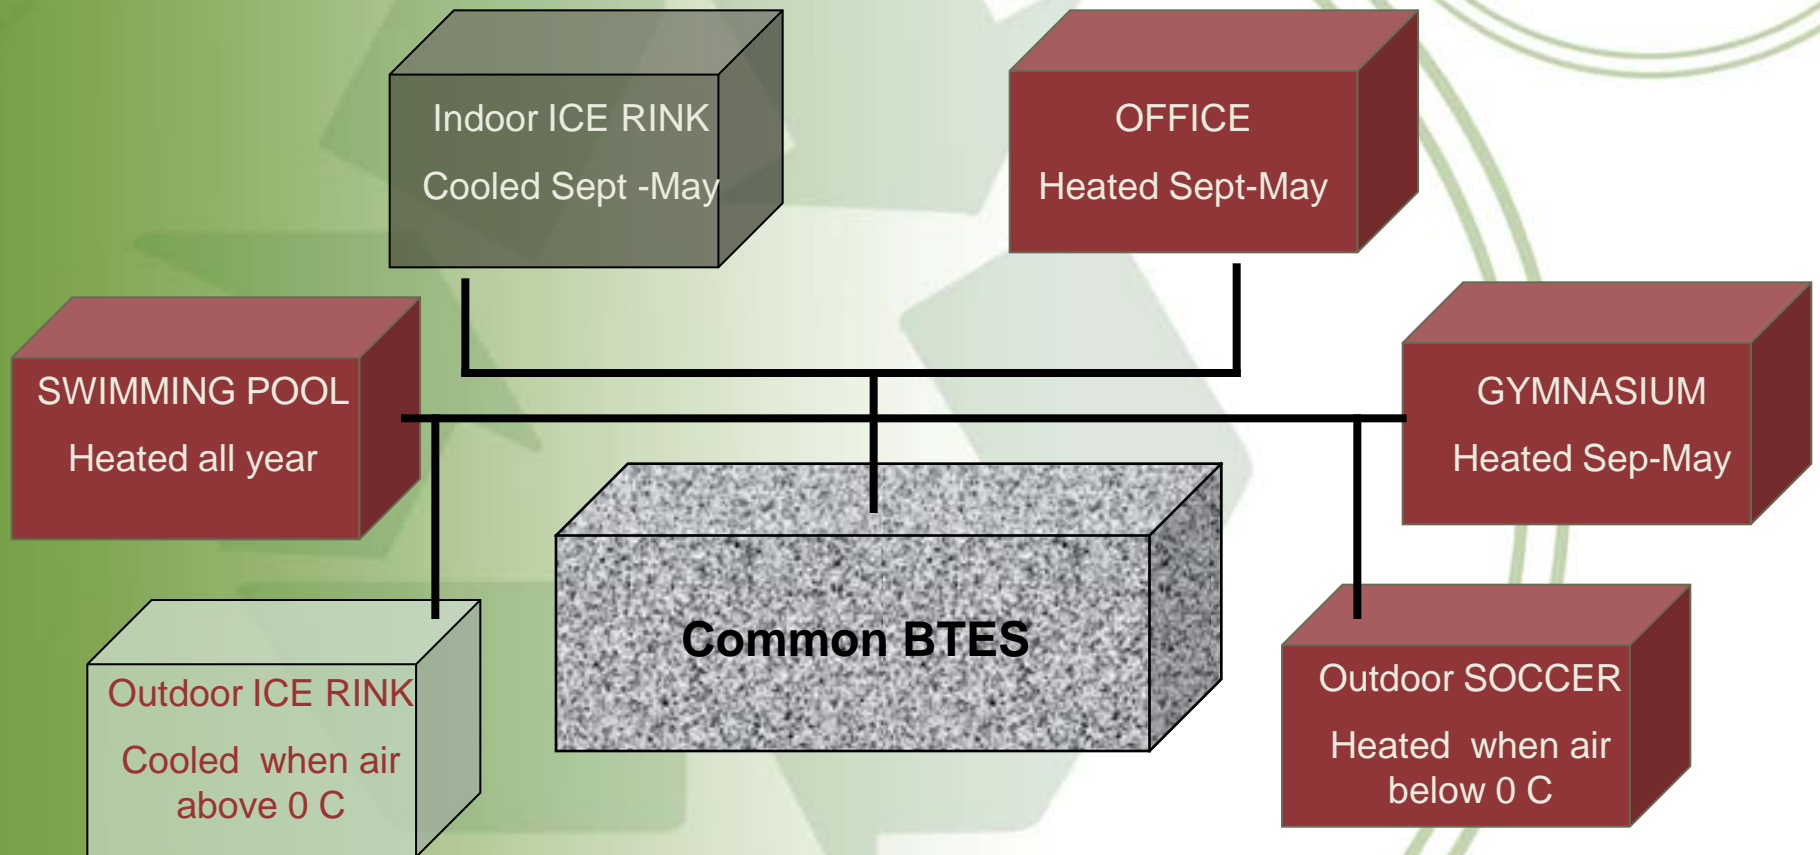 Indoor ICE RINK
Cooled Sept -May
OFFICE
Heated Sept-May
SWIMMING POOL
Heated all year
GYMNASIUM
Heated Sep-May
Common BTES
Outdoor ICE RINK
Cooled when air
above 0 C
Outdoor SOCCER
Heated when air
below 0 C